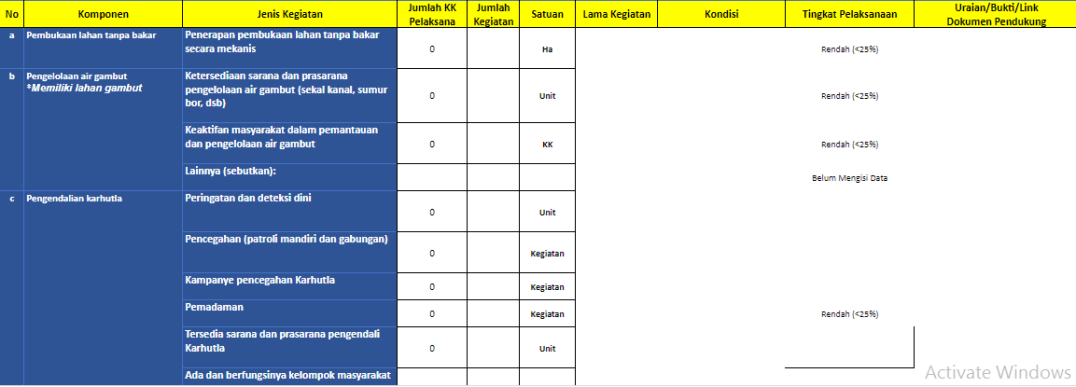 No Komponen Jenis Kegiatan Jumlah KK Pelaksana Jumlah Kegiatan Satuan Lama Kegiatan Kondisi Tingkat Pelaksanaan Uraian/Bukti/Link Dokumen Pendukung
a Pembukaan lahan tanpa bakar Penerapan pembukaan lahan tanpa bakar
secara mekanis 0 Ha Rendah (<25%)
b Pengelolaan air gambut
*Memiliki lahan gambut
Ketersediaan sarana dan prasarana
pengelolaan air gambut (sekal kanal, sumur
bor, dsb) 0 Unit Rendah (<25%)
Keaktifan masyarakat dalam pemantauan
dan pengelolaan air gambut 0 KK Rendah (<25%)
Lainnya (sebutkan): Belum Mengisi Data
c Pengendalian karhutla Peringatan dan deteksi dini 0 Unit
Pencegahan (patroli mandiri dan gabungan) 0 Kegiatan
Kampanye pencegahan Karhutla 0 Kegiatan
Pemadaman 0 Kegiatan Rendah (<25%)
Tersedia sarana dan prasarana pengendali
Karhutla 0 Unit
Ada dan berfungsinya kelompok masyarakat
Activate Windows